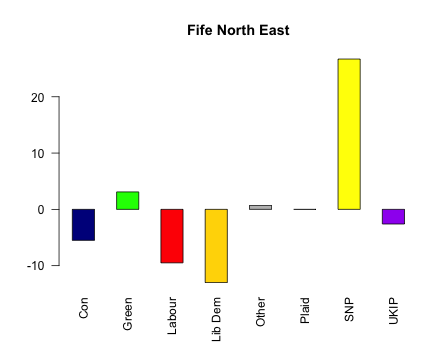 Fife North East
20
10
0
-10
Con
Green
Labour
Lib Dem
Other
Plaid
SNP
UKIP